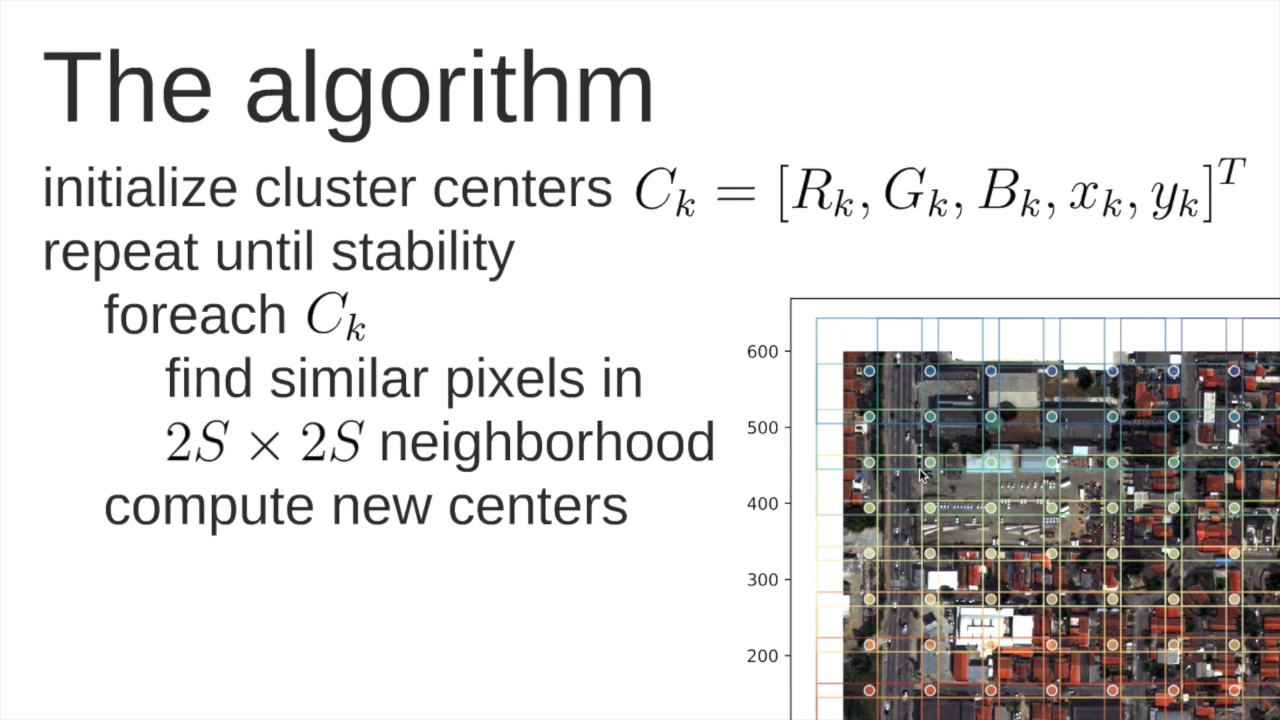 The algorithm
initialize cluster centers $C_k = [R_k, G_k, B_k, x_k, y_k]^T$
repeat until stability
foreach $C_k$
find similar pixels in
$2S \times 2S$ neighborhood
compute new centers
600
500
400
300
200